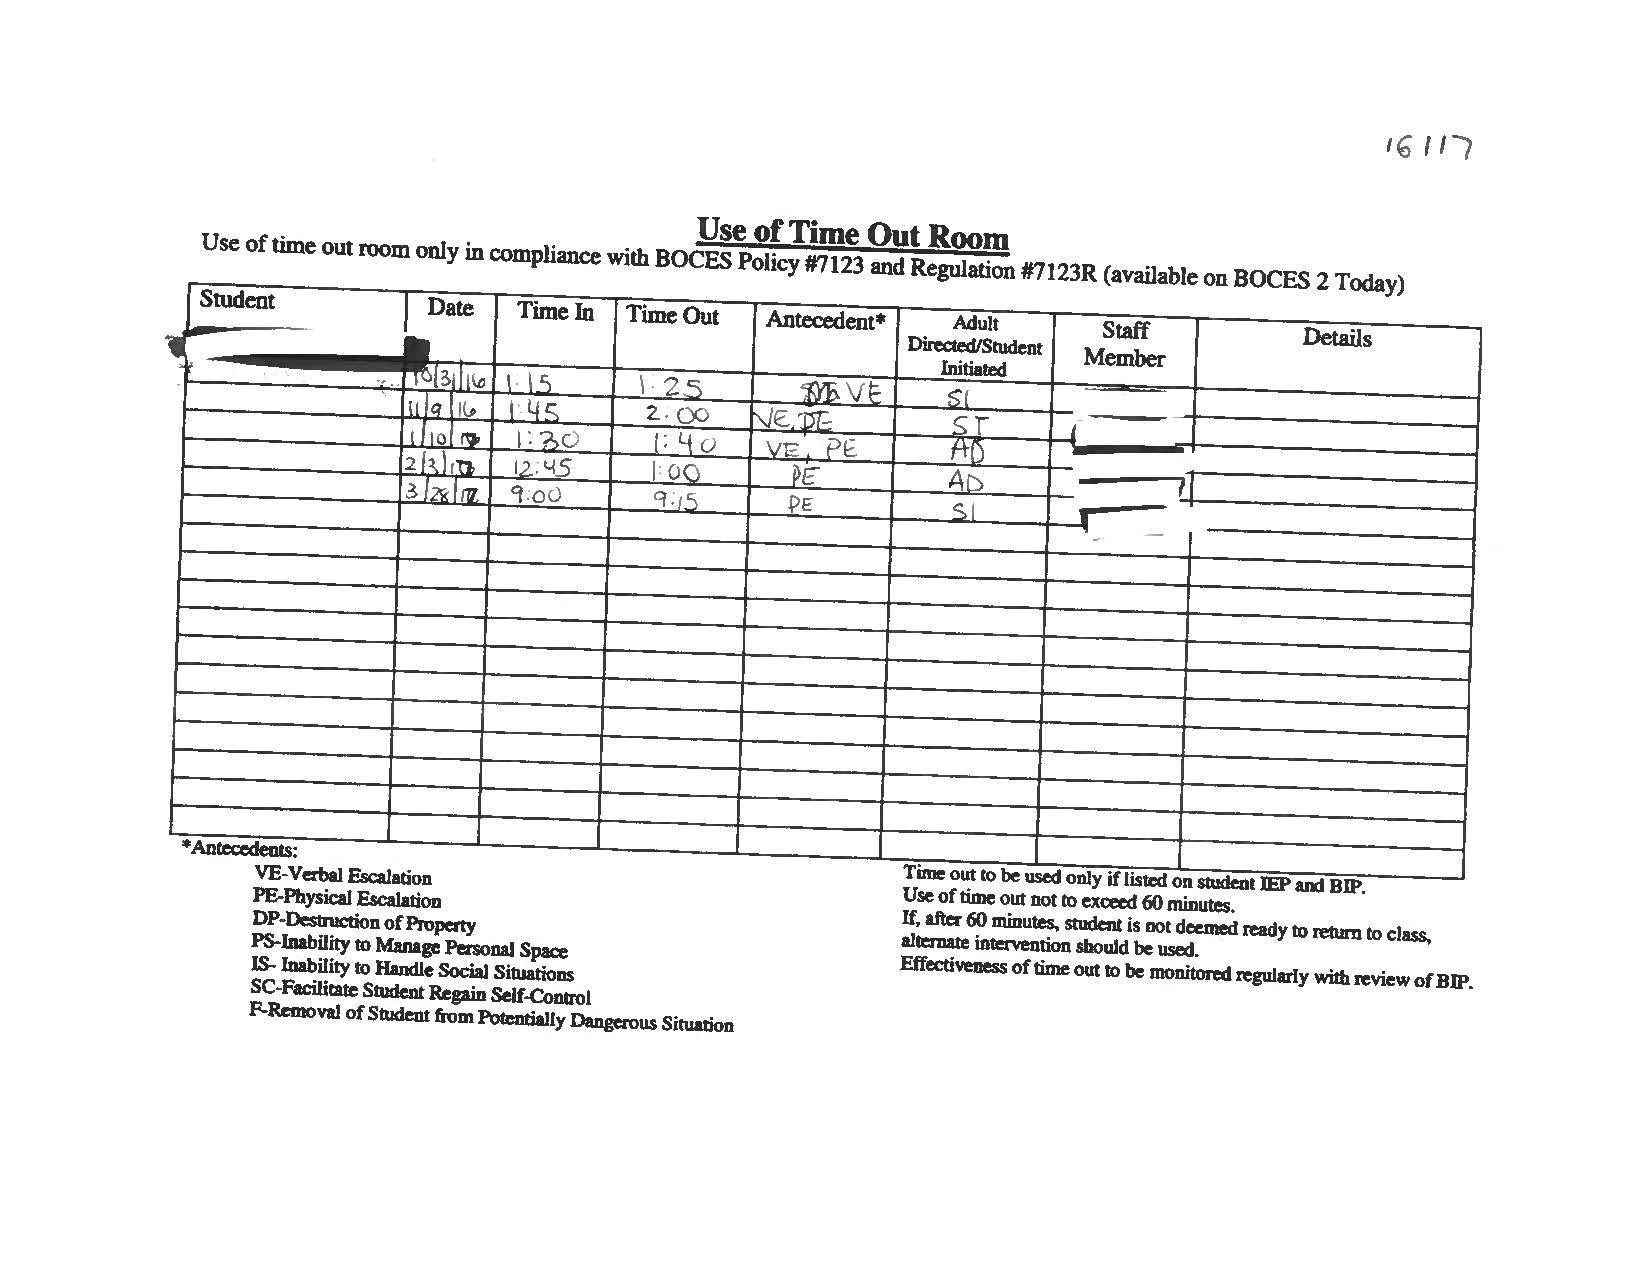 16 117
Use of Time Out Room
Use of time out room only in compliance with BOCES Policy #7123 and Regulation #7123R (available on BOCES 2 Today)
Student Date Time In Time Out Antecedent* Adult Directed/Student Initiated Staff Member Details
10/3/16 1:15 1:25 VE SI
11/9/16 1:45 2:00 VE, PE SI
1/10/17 1:30 1:40 VE, PE AD
2/3/17 12:45 1:00 PE AD
3/28/17 9:00 9:15 PE SI
*Antecedents:
VE-Verbal Escalation
PE-Physical Escalation
DP-Destruction of Property
PS-Inability to Manage Personal Space
IS- Inability to Handle Social Situations
SC-Facilitate Student Regain Self-Control
F-Removal of Student from Potentially Dangerous Situation
Time out to be used only if listed on student IEP and BIP.
Use of time out not to exceed 60 minutes.
If, after 60 minutes, student is not deemed ready to return to class,
alternate intervention should be used.
Effectiveness of time out to be monitored regularly with review of BIP.